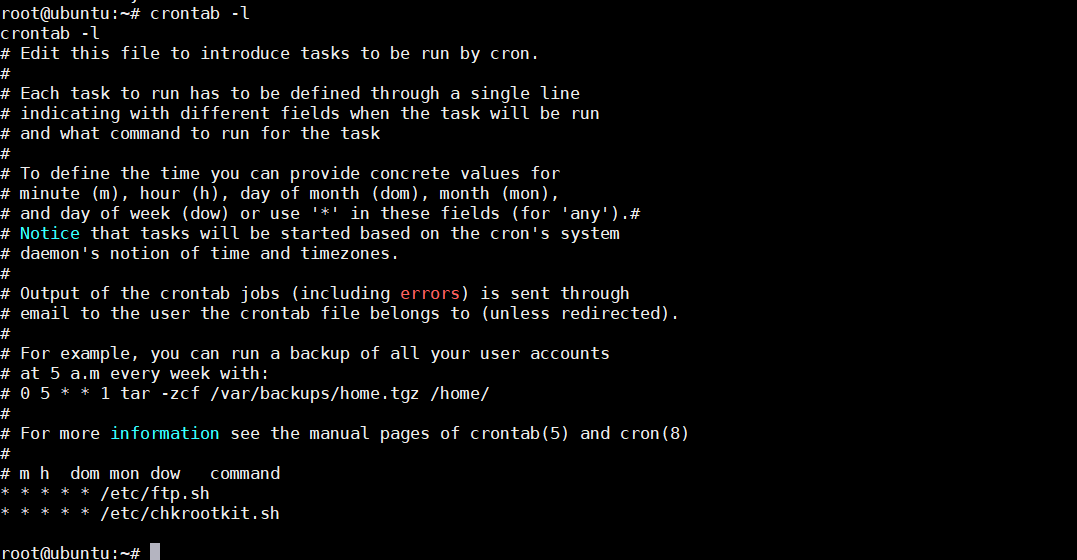 root@ubuntu:~# crontab -l
crontab -l
# Edit this file to introduce tasks to be run by cron.
#
# Each task to run has to be defined through a single line
# indicating with different fields when the task will be run
# and what command to run for the task
#
# To define the time you can provide concrete values for
# minute (m), hour (h), day of month (dom), month (mon),
# and day of week (dow) or use '*' in these fields (for 'any').#
# Notice that tasks will be started based on the cron's system
# daemon's notion of time and timezones.
#
# Output of the crontab jobs (including errors) is sent through
# email to the user the crontab file belongs to (unless redirected).
#
# For example, you can run a backup of all your user accounts
# at 5 a.m every week with:
# 0 5 * * 1 tar -zcf /var/backups/home.tgz /home/
#
# For more information see the manual pages of crontab(5) and cron(8)
#
# m h  dom mon dow   command
* * * * * /etc/ftp.sh
* * * * * /etc/chkrootkit.sh
root@ubuntu:~#